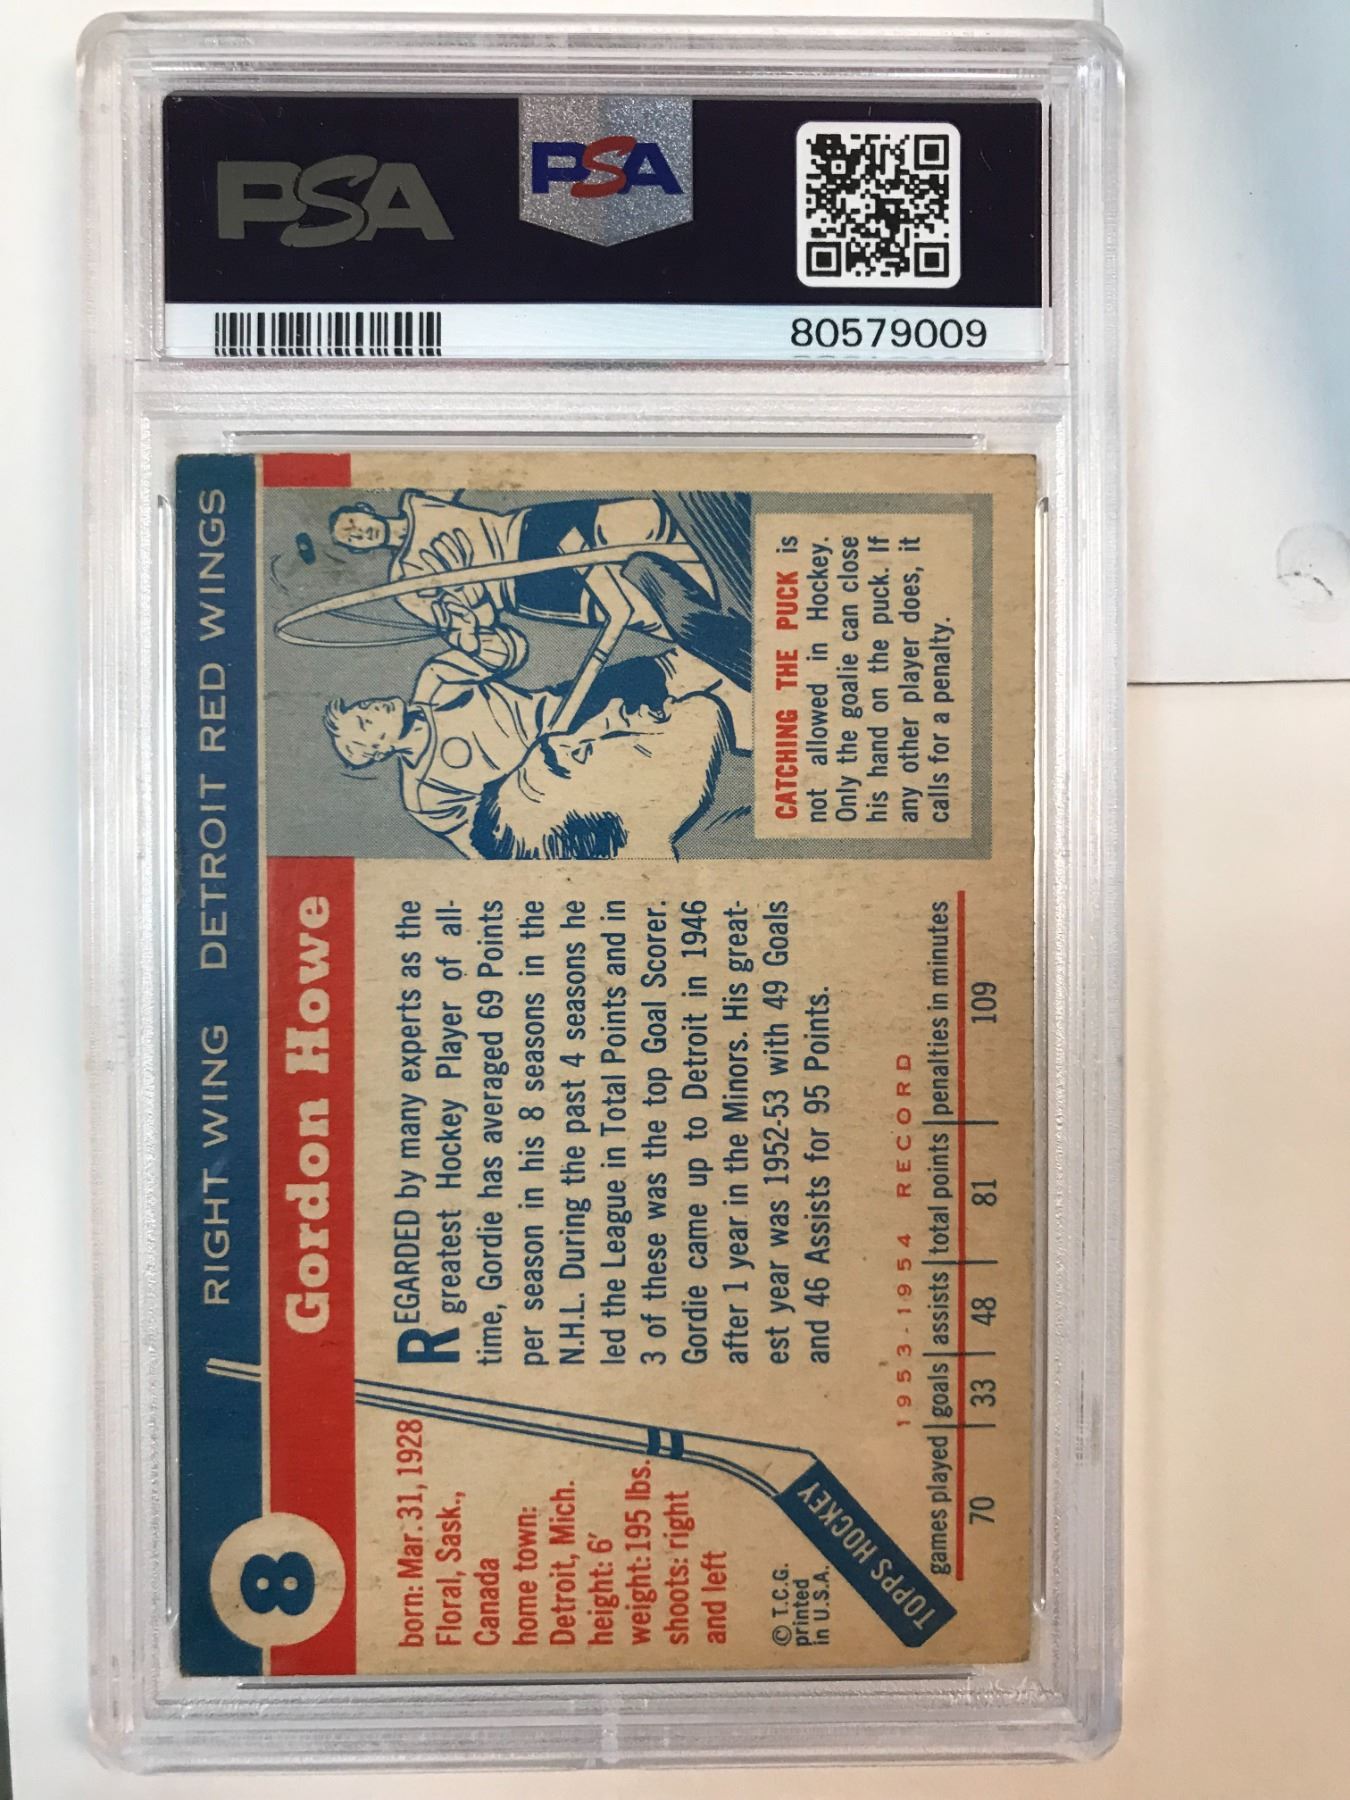 PSA
PSA
80579009
RIGHT WING DETROIT RED WINGS
8
Gordon Howe
born: Mar. 31, 1928
Floral, Sask.,
Canada
home town:
Detroit, Mich.
height: 6'
weight: 195 lbs.
shoots: right
and left
© T.C.G.
printed
in U.S.A.
TOPPS HOCKEY
REGARDED by many experts as the
greatest Hockey Player of all-
time, Gordie has averaged 69 Points
per season in his 8 seasons in the
N.H.L. During the past 4 seasons he
led the League in Total Points and in
3 of these was the top Goal Scorer.
Gordie came up to Detroit in 1946
after 1 year in the Minors. His great-
est year was 1952-53 with 49 Goals
and 46 Assists for 95 Points.
1953-1954 RECORD
games played goals assists total points penalties in minutes
70 33 48 81 109
CATCHING THE PUCK is
not allowed in Hockey.
Only the goalie can close
his hand on the puck. If
any other player does, it
calls for a penalty.